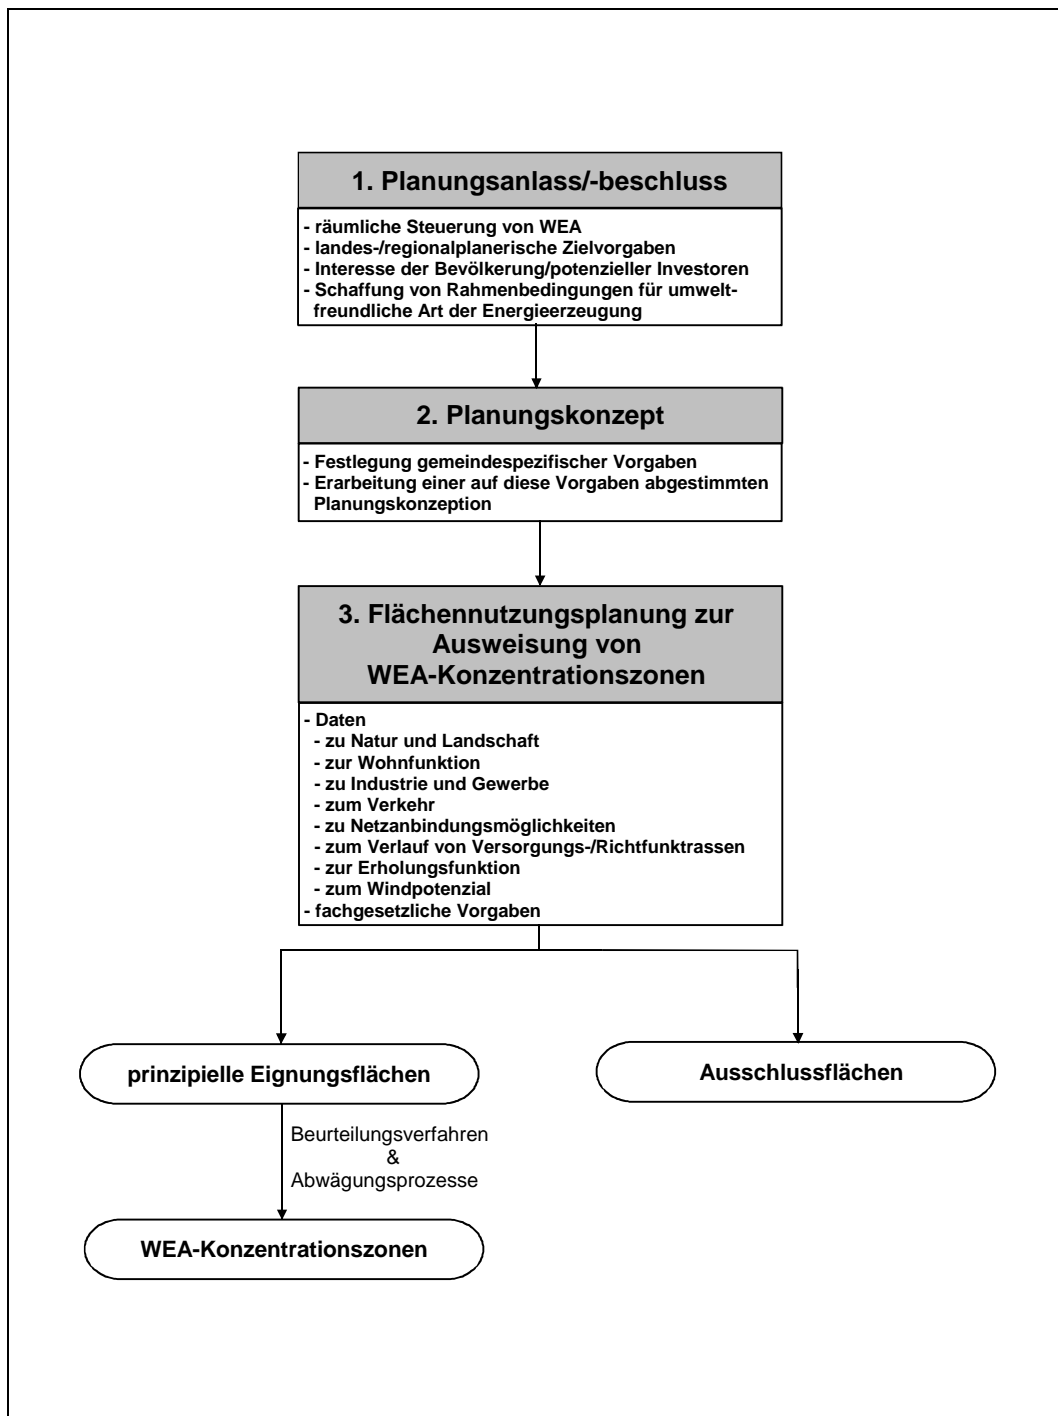 1. Planungsanlass/-beschluss
- räumliche Steuerung von WEA
- landes-/regionalplanerische Zielvorgaben
- Interesse der Bevölkerung/potenzieller Investoren
- Schaffung von Rahmenbedingungen für umwelt-
freundliche Art der Energieerzeugung
2. Planungskonzept
- Festlegung gemeindespezifischer Vorgaben
- Erarbeitung einer auf diese Vorgaben abgestimmten
Planungskonzeption
3. Flächennutzungsplanung zur
Ausweisung von
WEA-Konzentrationszonen
- Daten
- zu Natur und Landschaft
- zur Wohnfunktion
- zu Industrie und Gewerbe
- zum Verkehr
- zu Netzanbindungsmöglichkeiten
- zum Verlauf von Versorgungs-/Richtfunktrassen
- zur Erholungsfunktion
- zum Windpotenzial
- fachgesetzliche Vorgaben
prinzipielle Eignungsflächen
Ausschlussflächen
Beurteilungsverfahren
&
Abwägungsprozesse
WEA-Konzentrationszonen